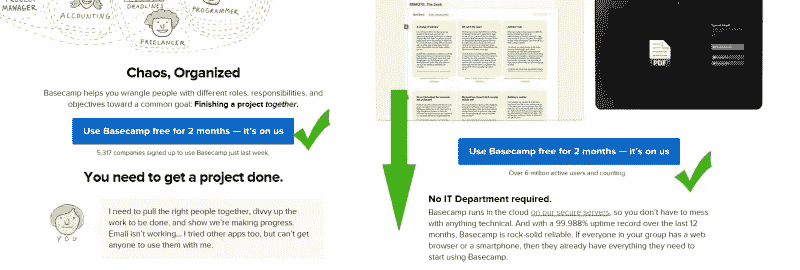 PROBLEM
MANAGER
ACCOUNTING
DEADLINES
PROGRAMMER
FREELANCER
Chaos, Organized
Basecamp helps you wrangle people with different roles, responsibilities, and
objectives toward a common goal: Finishing a project together.
Use Basecamp free for 2 months — it's on us
5,317 companies signed up to use Basecamp just last week.
You need to get a project done.
YOU
I need to pull the right people together, divvy up the
work to be done, and show we're making progress.
Email isn't working... I tried other apps too, but can't get
anyone to use them with me.
REMOTE: The book
PDF
Use Basecamp free for 2 months — it's on us
Over 6 million active users and counting.
No IT Department required.
Basecamp runs in the cloud on our secure servers, so you don't have to mess
with anything technical. And with a 99.988% uptime record over the last 12
months, Basecamp is rock-solid reliable. If everyone in your group has a web
browser or a smartphone, then they already have everything they need to
start using Basecamp.